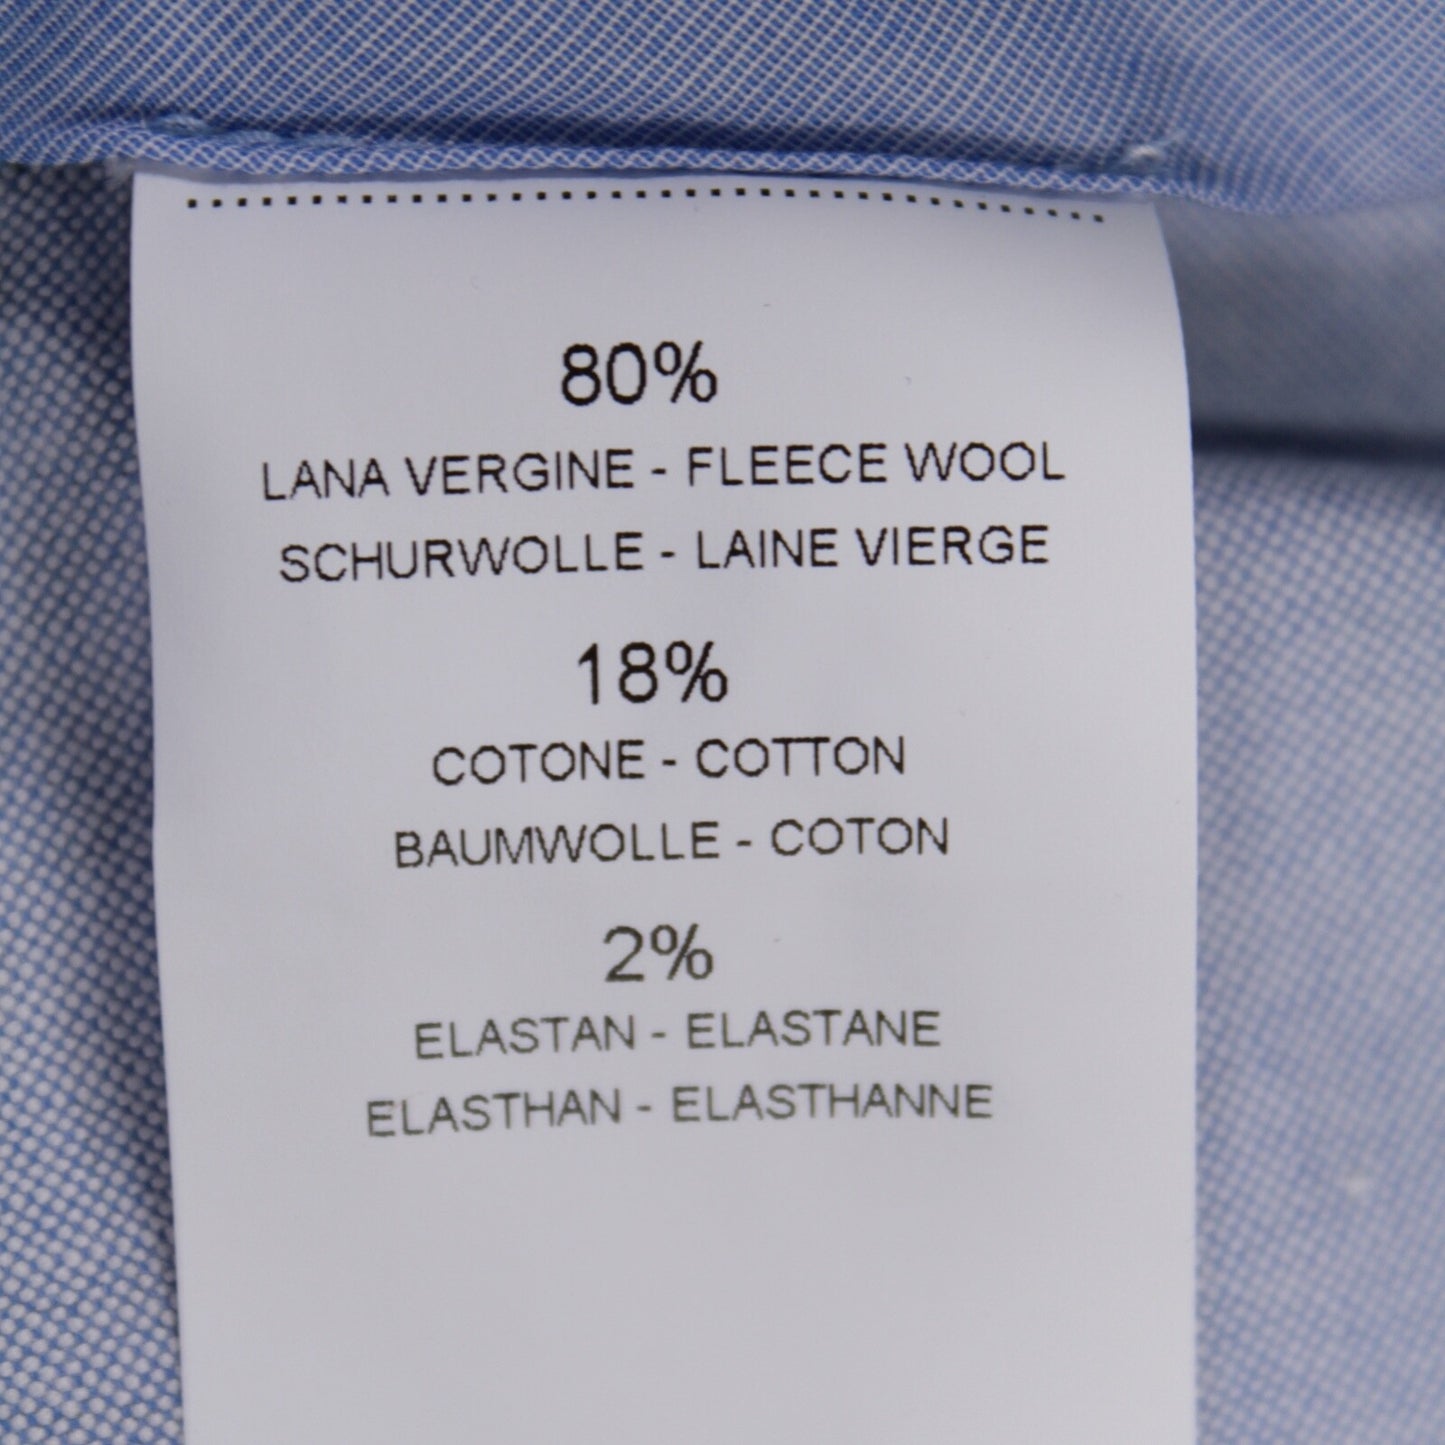 80%
LANA VERGINE - FLEECE WOOL
SCHURWOLLE - LAINE VIERGE
18%
COTONE - COTTON
BAUMWOLLE - COTON
2%
ELASTAN - ELASTANE
ELASTHAN - ELASTHANNE